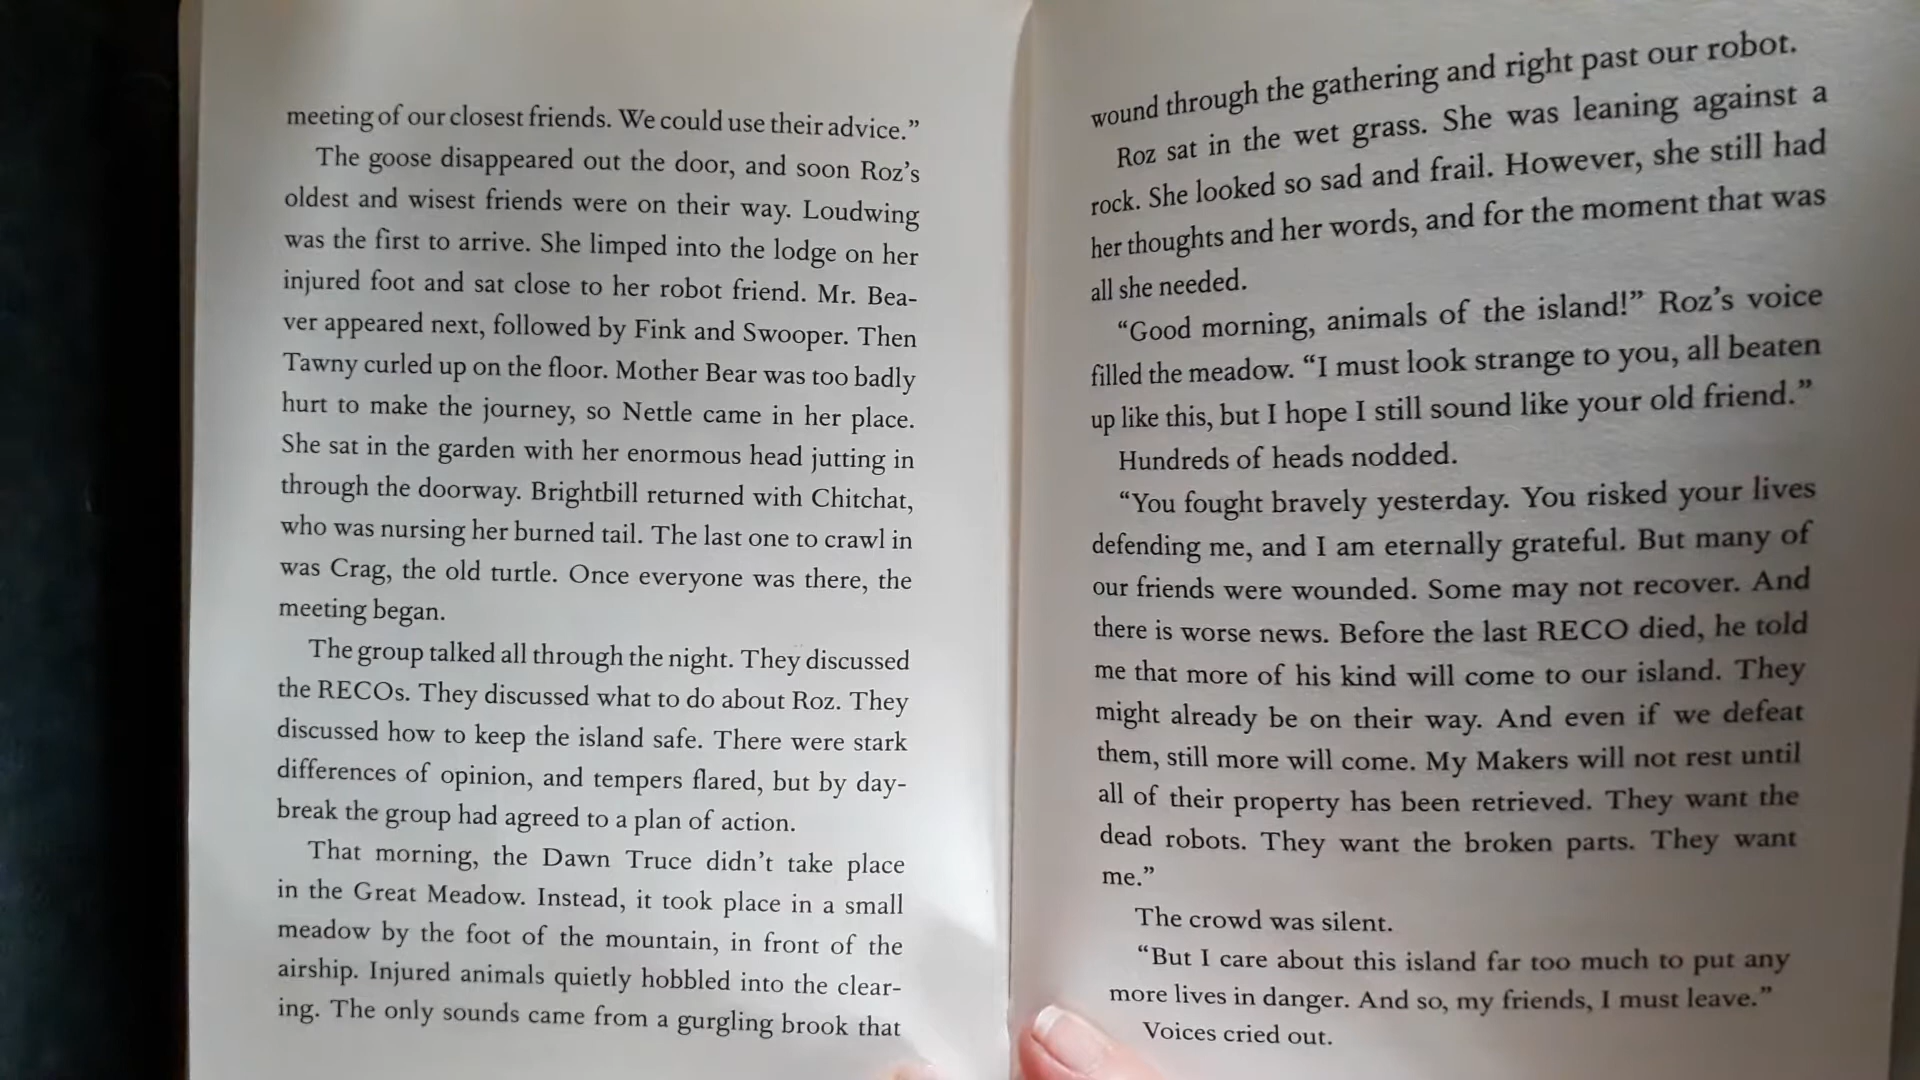 meeting of our closest friends. We could use their advice.”
The goose disappeared out the door, and soon Roz’s
oldest and wisest friends were on their way. Loudwing
was the first to arrive. She limped into the lodge on her
injured foot and sat close to her robot friend. Mr. Bea-
ver appeared next, followed by Fink and Swooper. Then
Tawny curled up on the floor. Mother Bear was too badly
hurt to make the journey, so Nettle came in her place.
She sat in the garden with her enormous head jutting in
through the doorway. Brightbill returned with Chitchat,
who was nursing her burned tail. The last one to crawl in
was Crag, the old turtle. Once everyone was there, the
meeting began.
The group talked all through the night. They discussed
the RECOs. They discussed what to do about Roz. They
discussed how to keep the island safe. There were stark
differences of opinion, and tempers flared, but by day-
break the group had agreed to a plan of action.
That morning, the Dawn Truce didn’t take place
in the Great Meadow. Instead, it took place in a small
meadow by the foot of the mountain, in front of the
airship. Injured animals quietly hobbled into the clear-
ing. The only sounds came from a gurgling brook that
wound through the gathering and right past our robot.
Roz sat in the wet grass. She was leaning against a
rock. She looked so sad and frail. However, she still had
her thoughts and her words, and for the moment that was
all she needed.
“Good morning, animals of the island!” Roz’s voice
filled the meadow. “I must look strange to you, all beaten
up like this, but I hope I still sound like your old friend.”
Hundreds of heads nodded.
“You fought bravely yesterday. You risked your lives
defending me, and I am eternally grateful. But many of
our friends were wounded. Some may not recover. And
there is worse news. Before the last RECO died, he told
me that more of his kind will come to our island. They
might already be on their way. And even if we defeat
them, still more will come. My Makers will not rest until
all of their property has been retrieved. They want the
dead robots. They want the broken parts. They want
me.”
The crowd was silent.
“But I care about this island far too much to put any
more lives in danger. And so, my friends, I must leave.”
Voices cried out.